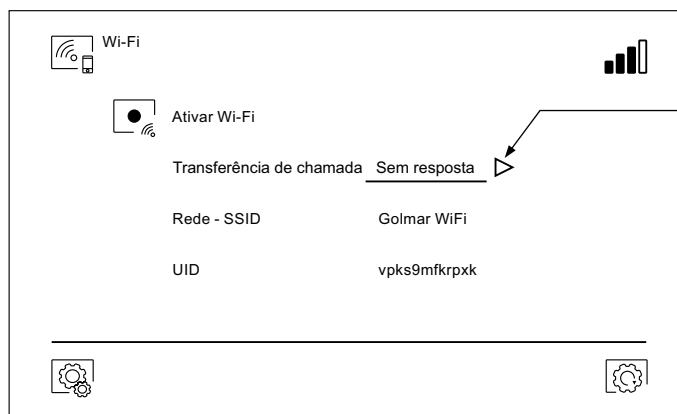 Wi-Fi
Ativar Wi-Fi
Transferência de chamada Sem resposta
Rede - SSID Golmar WiFi
UID vpks9mfkrpxk